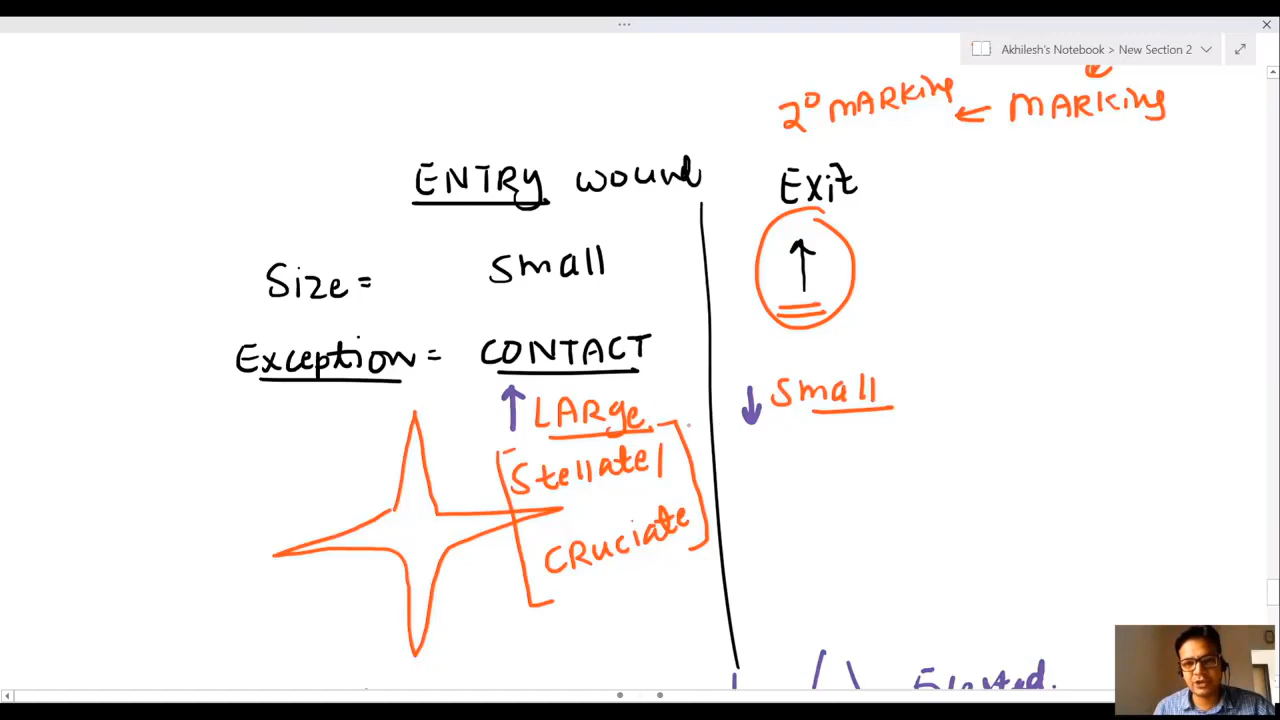 Akhilesh's Notebook > New Section 2
2° MARKING ← MARKING
ENTRY wound Exit
Size = Small ↑
Exception = CONTACT
↑ LARGE ↓ Small
Stellate/
CRUCIATE